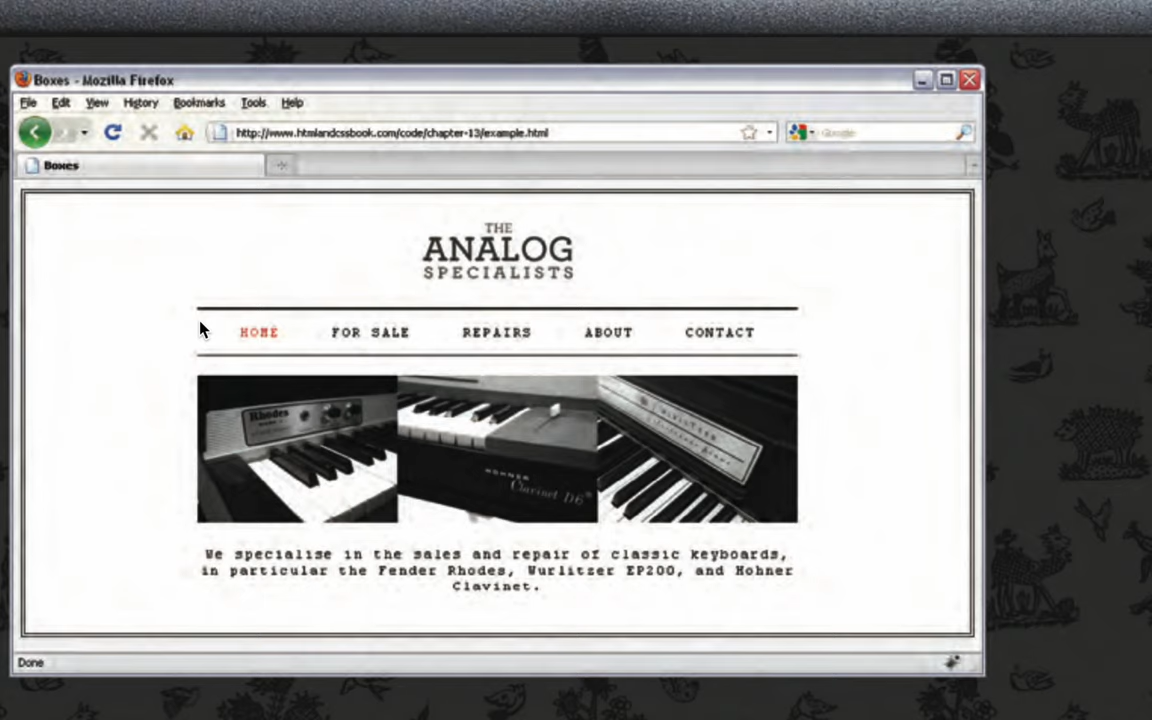 Boxes - Mozilla Firefox
File Edit View History Bookmarks Tools Help
http://www.htmlandcssbook.com/code/chapter-13/example.html
Google
Boxes
THE
ANALOG
SPECIALISTS
HOME FOR SALE REPAIRS ABOUT CONTACT
Rhodes
HOHNER
Clavinet D6
WURLITZER
We specialise in the sales and repair of classic keyboards,
in particular the Fender Rhodes, Wurlitzer EP200, and Hohner
Clavinet.
Done